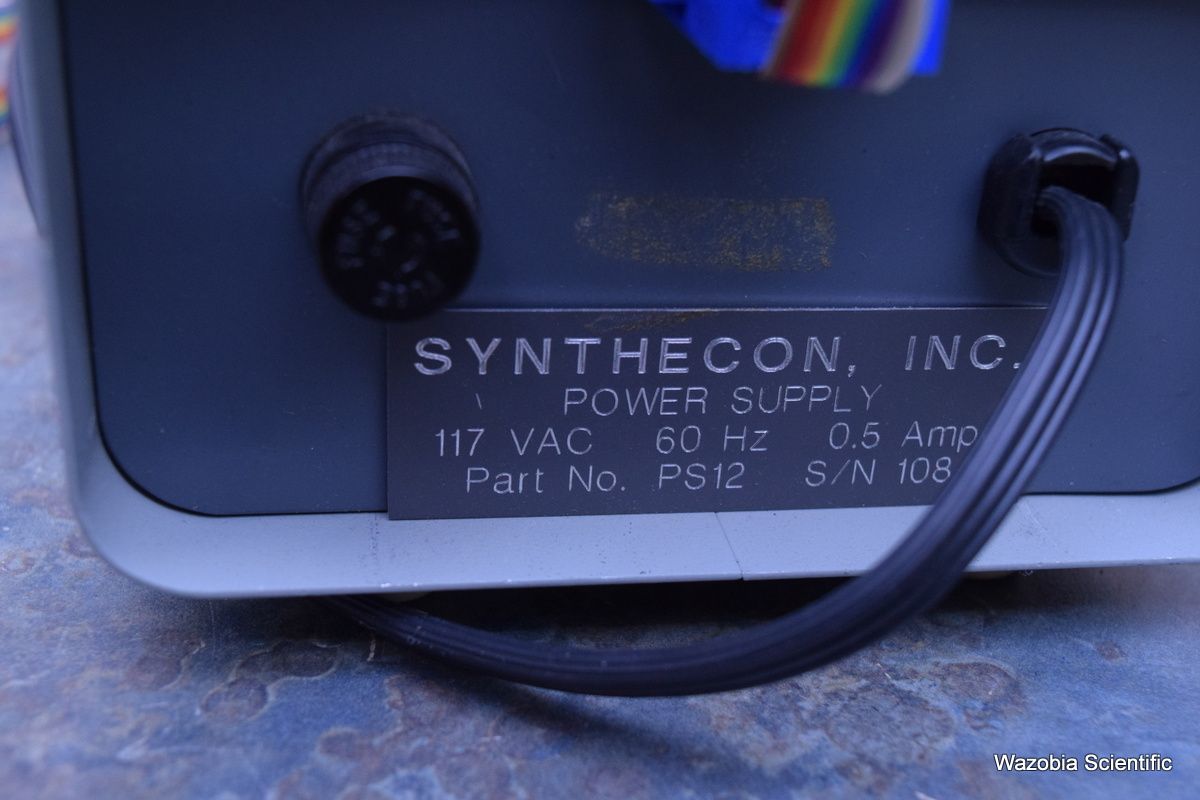 SYNTHECON, INC.
POWER SUPPLY
117 VAC 60 Hz 0.5 Amp
Part No. PS12 S/N 108
Wazobia Scientific